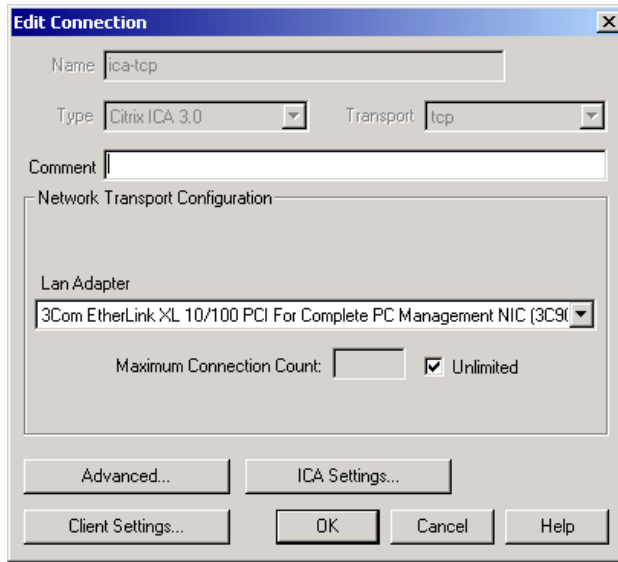 Edit Connection
Name ica-tcp
Type Citrix ICA 3.0 Transport tcp
Comment
Network Transport Configuration
Lan Adapter
3Com EtherLink XL 10/100 PCI For Complete PC Management NIC (3C90
Maximum Connection Count: Unlimited
Advanced... ICA Settings...
Client Settings... OK Cancel Help